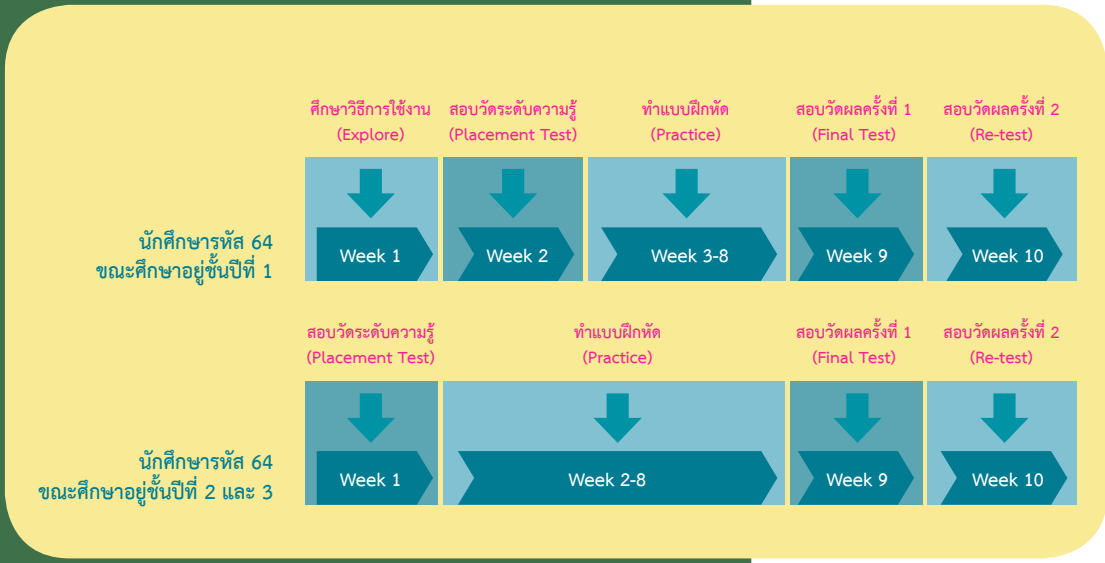 ศึกษาวิธีการใช้งาน
(Explore)
สอบวัดระดับความรู้
(Placement Test)
ทำแบบฝึกหัด
(Practice)
สอบวัดผลครั้งที่ 1
(Final Test)
สอบวัดผลครั้งที่ 2
(Re-test)
นักศึกษารหัส 64
ขณะศึกษาอยู่ชั้นปีที่ 1
Week 1
Week 2
Week 3-8
Week 9
Week 10
สอบวัดระดับความรู้
(Placement Test)
ทำแบบฝึกหัด
(Practice)
สอบวัดผลครั้งที่ 1
(Final Test)
สอบวัดผลครั้งที่ 2
(Re-test)
นักศึกษารหัส 64
ขณะศึกษาอยู่ชั้นปีที่ 2 และ 3
Week 1
Week 2-8
Week 9
Week 10